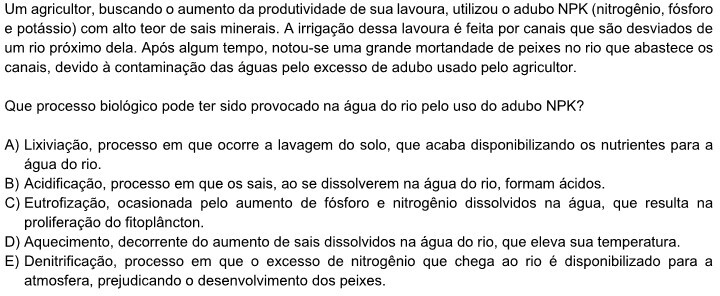 Um agricultor, buscando o aumento da produtividade de sua lavoura, utilizou o adubo NPK (nitrogênio, fósforo
e potássio) com alto teor de sais minerais. A irrigação dessa lavoura é feita por canais que são desviados de
um rio próximo dela. Após algum tempo, notou-se uma grande mortandade de peixes no rio que abastece os
canais, devido à contaminação das águas pelo excesso de adubo usado pelo agricultor.
Que processo biológico pode ter sido provocado na água do rio pelo uso do adubo NPK?
A) Lixiviação, processo em que ocorre a lavagem do solo, que acaba disponibilizando os nutrientes para a
água do rio.
B) Acidificação, processo em que os sais, ao se dissolverem na água do rio, formam ácidos.
C) Eutrofização, ocasionada pelo aumento de fósforo e nitrogênio dissolvidos na água, que resulta na
proliferação do fitoplâncton.
D) Aquecimento, decorrente do aumento de sais dissolvidos na água do rio, que eleva sua temperatura.
E) Denitrificação, processo em que o excesso de nitrogênio que chega ao rio é disponibilizado para a
atmosfera, prejudicando o desenvolvimento dos peixes.